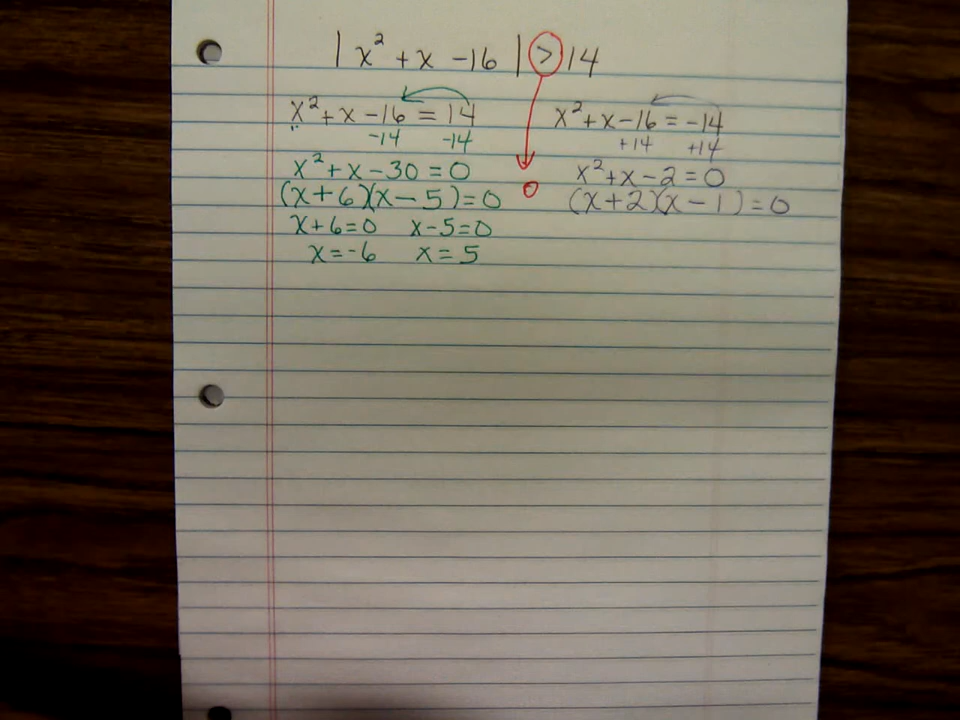 | x² + x - 16 | > 14
x² + x - 16 = 14
-14 -14
x² + x - 30 = 0
(x + 6)(x - 5) = 0
x + 6 = 0 x - 5 = 0
x = -6 x = 5
o
x² + x - 16 = -14
+14 +14
x² + x - 2 = 0
(x + 2)(x - 1) = 0